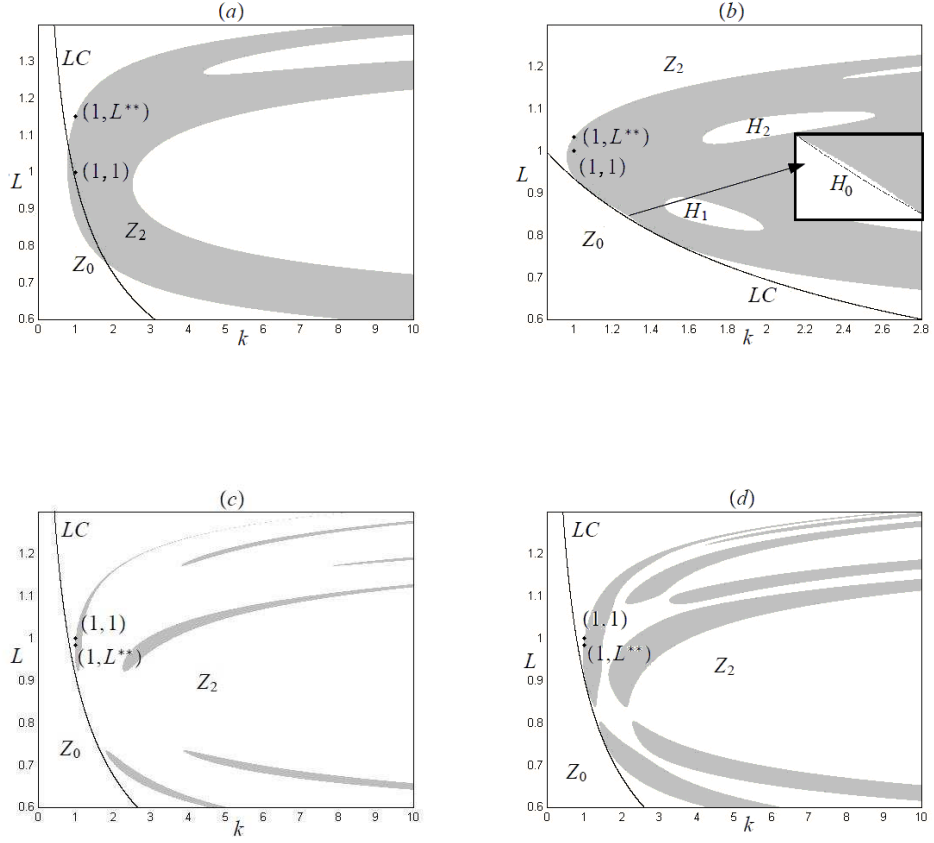 (a)
1.3
1.2
1.1
1
0.9
0.8
0.7
0.6
L
LC
(1, L**)
(1, 1)
Z2
Z0
0 1 2 3 4 5 6 7 8 9 10
k
(b)
1.2
1.1
1
0.9
0.8
0.7
0.6
L
Z2
(1, L**)
(1, 1)
H2
H0
H1
Z0
LC
1 1.2 1.4 1.6 1.8 2 2.2 2.4 2.6 2.8
k
(c)
1.2
1.1
1
0.9
0.8
0.7
0.6
L
LC
(1, 1)
(1, L**)
Z2
Z0
0 1 2 3 4 5 6 7 8 9 10
k
(d)
1.2
1.1
1
0.9
0.8
0.7
0.6
L
LC
(1, 1)
(1, L**)
Z2
Z0
0 1 2 3 4 5 6 7 8 9 10
k